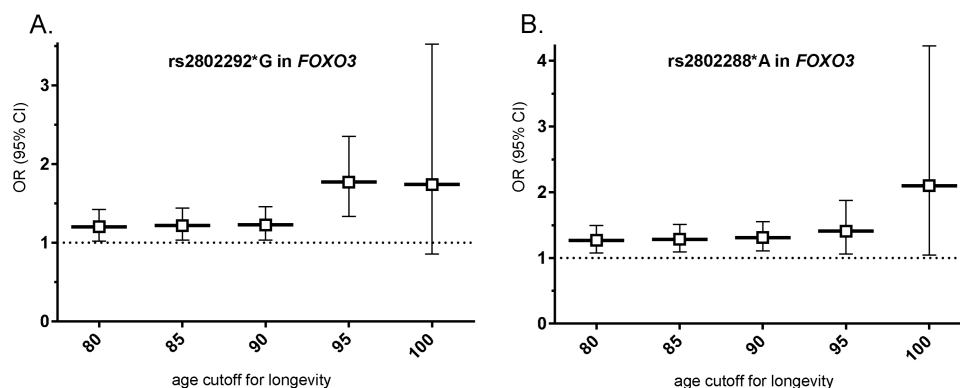 A.
rs2802292*G in FOXO3
OR (95% CI)
3
2
1
0
80 85 90 95 100
age cutoff for longevity
B.
rs2802288*A in FOXO3
OR (95% CI)
4
3
2
1
0
80 85 90 95 100
age cutoff for longevity